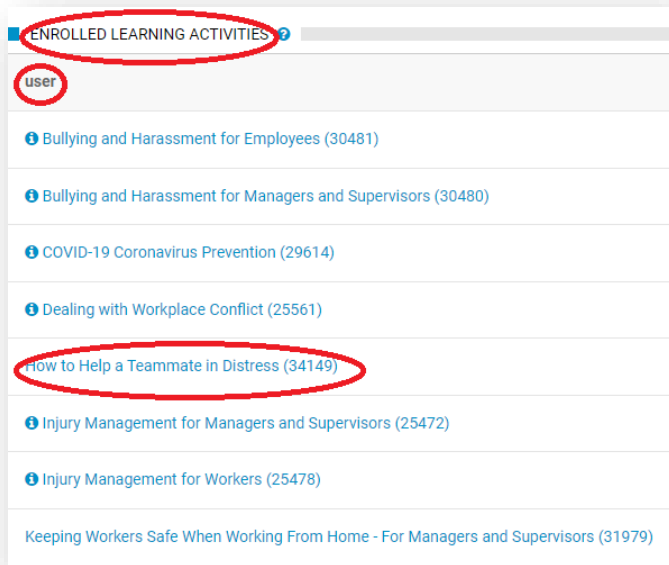 ENROLLED LEARNING ACTIVITIES
user
Bullying and Harassment for Employees (30481)
Bullying and Harassment for Managers and Supervisors (30480)
COVID-19 Coronavirus Prevention (29614)
Dealing with Workplace Conflict (25561)
How to Help a Teammate in Distress (34149)
Injury Management for Managers and Supervisors (25472)
Injury Management for Workers (25478)
Keeping Workers Safe When Working From Home - For Managers and Supervisors (31979)